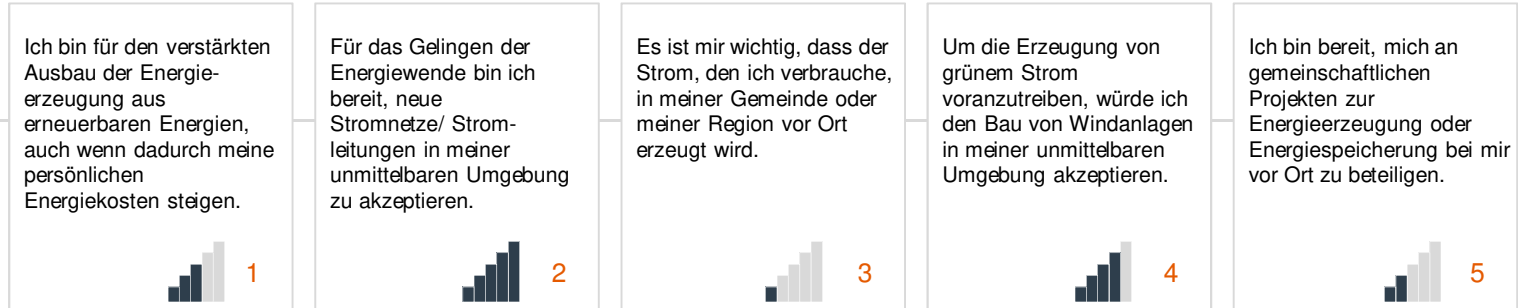 Ich bin für den verstärkten
Ausbau der Energie-
erzeugung aus
erneuerbaren Energien,
auch wenn dadurch meine
persönlichen
Energiekosten steigen.
1
Für das Gelingen der
Energiewende bin ich
bereit, neue
Stromnetze/ Strom-
leitungen in meiner
unmittelbaren Umgebung
zu akzeptieren.
2
Es ist mir wichtig, dass der
Strom, den ich verbrauche,
in meiner Gemeinde oder
meiner Region vor Ort
erzeugt wird.
3
Um die Erzeugung von
grünem Strom
voranzutreiben, würde ich
den Bau von Windanlagen
in meiner unmittelbaren
Umgebung akzeptieren.
4
Ich bin bereit, mich an
gemeinschaftlichen
Projekten zur
Energieerzeugung oder
Energiespeicherung bei mir
vor Ort zu beteiligen.
5